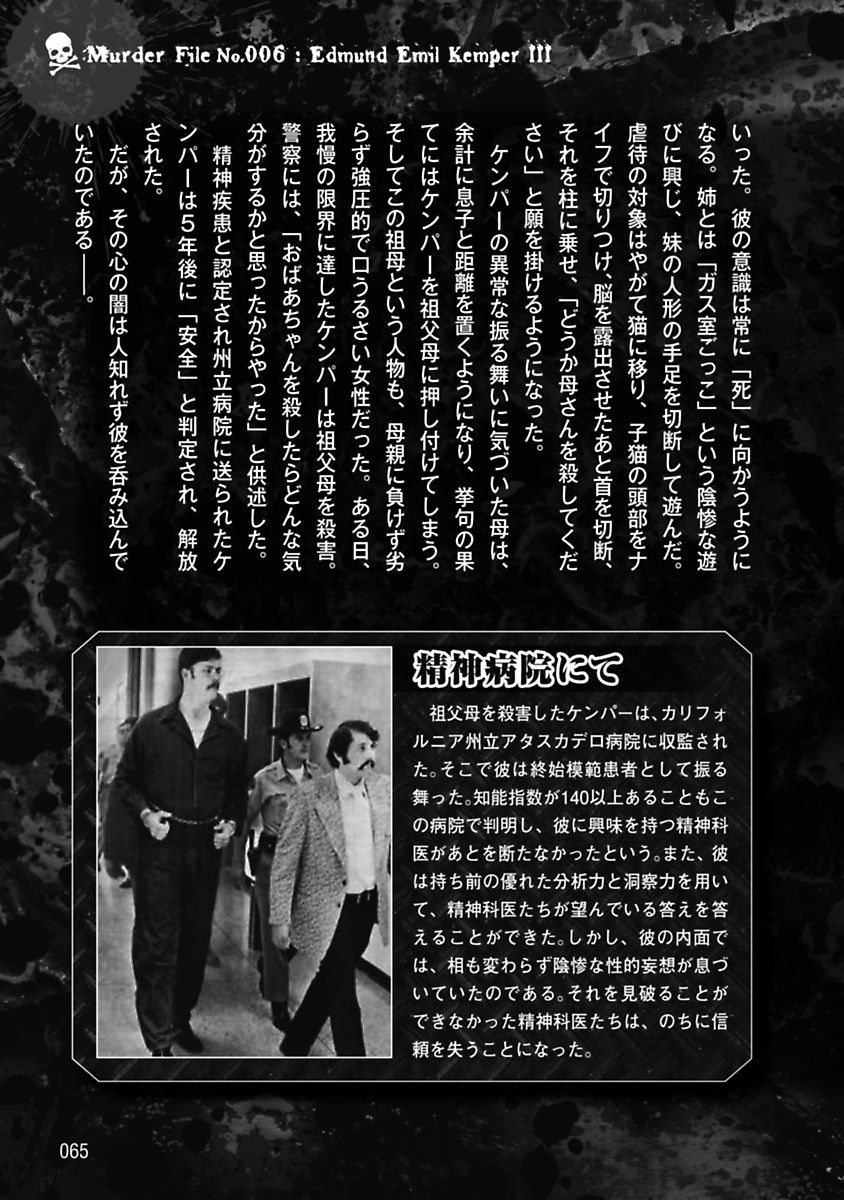 Murder File No.006 : Edmund Emil Kemper III
いった。彼の意識は常に「死」に向かうように
なる。姉とは「ガス室ごっこ」という陰惨な遊
びに興じ、妹の人形の手足を切断して遊んだ。
虐待の対象はやがて猫に移り、子猫の頭部をナ
イフで切りつけ、脳を露出させたあと首を切断、
それを柱に乗せ、「どうか母さんを殺してくだ
さい」と願を掛けるようになった。
ケンパーの異常な振る舞いに気づいた母は、
余計に息子と距離を置くようになり、挙句の果
てにはケンパーを祖父母に押し付けてしまう。
そしてこの祖母という人物も、母親に負けず劣
らず強圧的で口うるさい女性だった。ある日、
我慢の限界に達したケンパーは祖父母を殺害。
警察には、「おばあちゃんを殺したらどんな気
分がするかと思ったからやった」と供述した。
精神疾患と認定され州立病院に送られたケ
ンパーは5年後に「安全」と判定され、解放
された。
だが、その心の闇は人知れず彼を呑み込んで
いたのである――。
精神病院にて
祖父母を殺害したケンパーは、カリフォ
ルニア州立アタスカデロ病院に収監され
た。そこで彼は終始模範患者として振る
舞った。知能指数が140以上あることもこ
の病院で判明し、彼に興味を持つ精神科
医があとを断たなかったという。また、彼
は持ち前の優れた分析力と洞察力を用い
て、精神科医たちが望んでいる答えを答
えることができた。しかし、彼の内面で
は、相も変わらず陰惨な性的妄想が息づ
いていたのである。それを見破ることが
できなかった精神科医たちは、のちに信
頼を失うことになった。
065